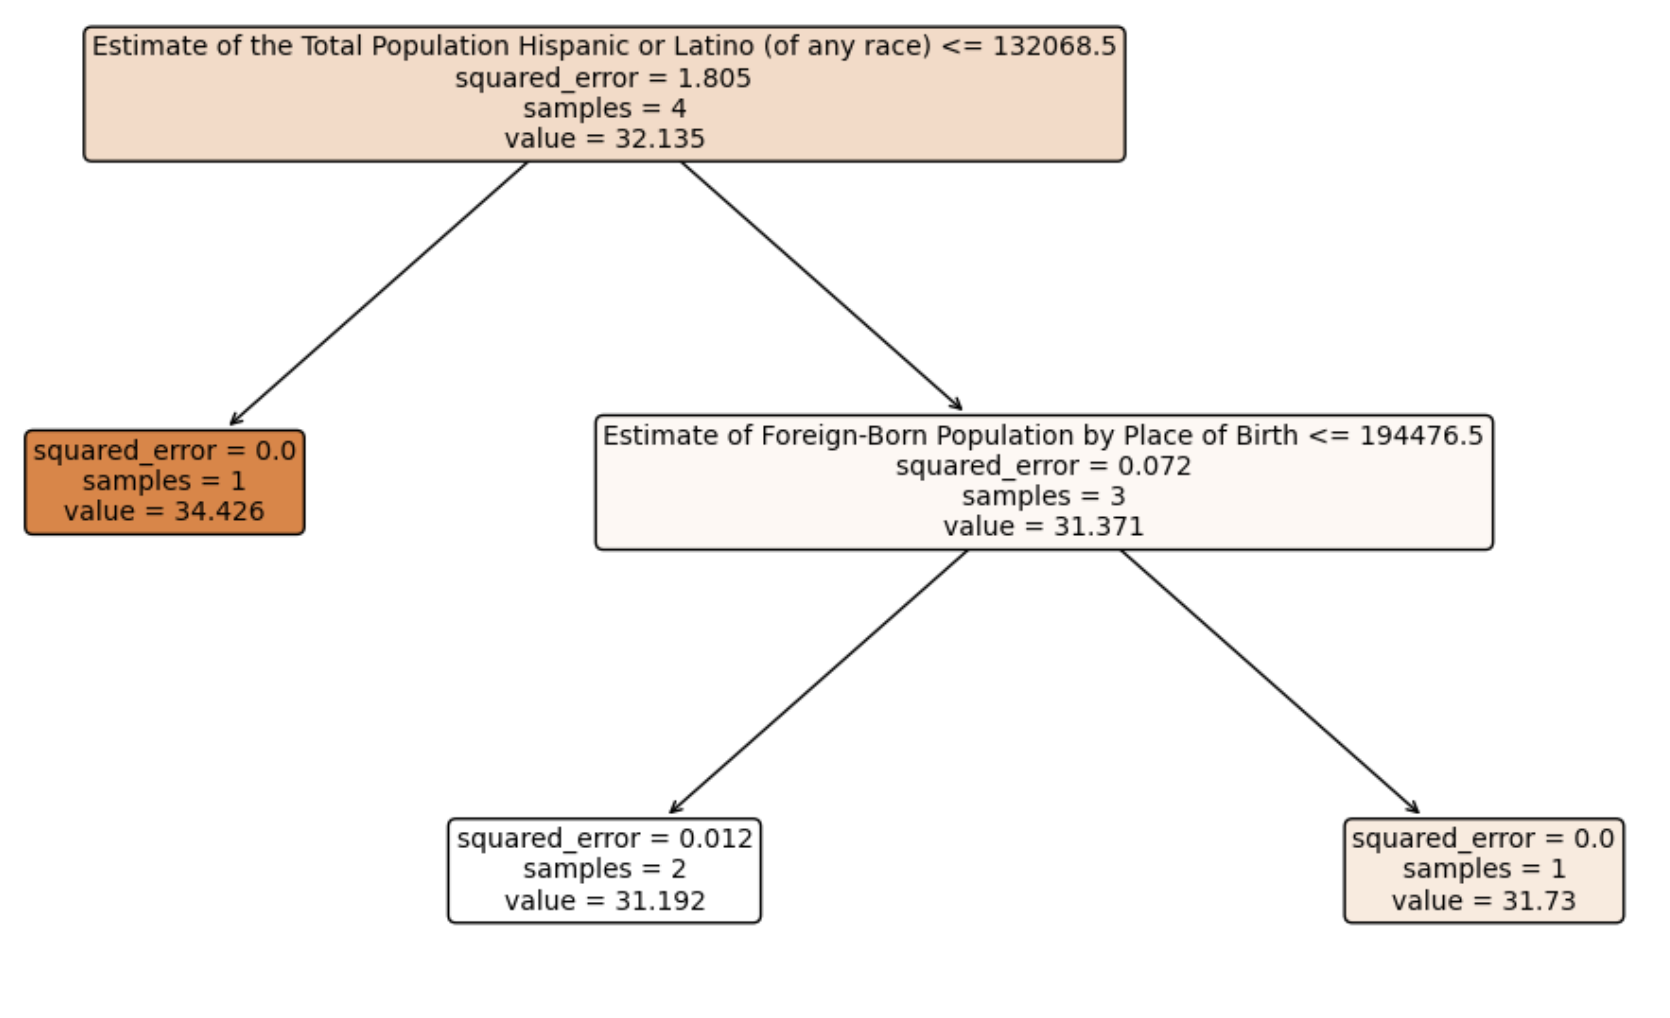 Estimate of the Total Population Hispanic or Latino (of any race) <= 132068.5
squared_error = 1.805
samples = 4
value = 32.135
squared_error = 0.0
samples = 1
value = 34.426
Estimate of Foreign-Born Population by Place of Birth <= 194476.5
squared_error = 0.072
samples = 3
value = 31.371
squared_error = 0.012
samples = 2
value = 31.192
squared_error = 0.0
samples = 1
value = 31.73